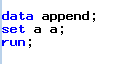 data append;
set a a;
run;